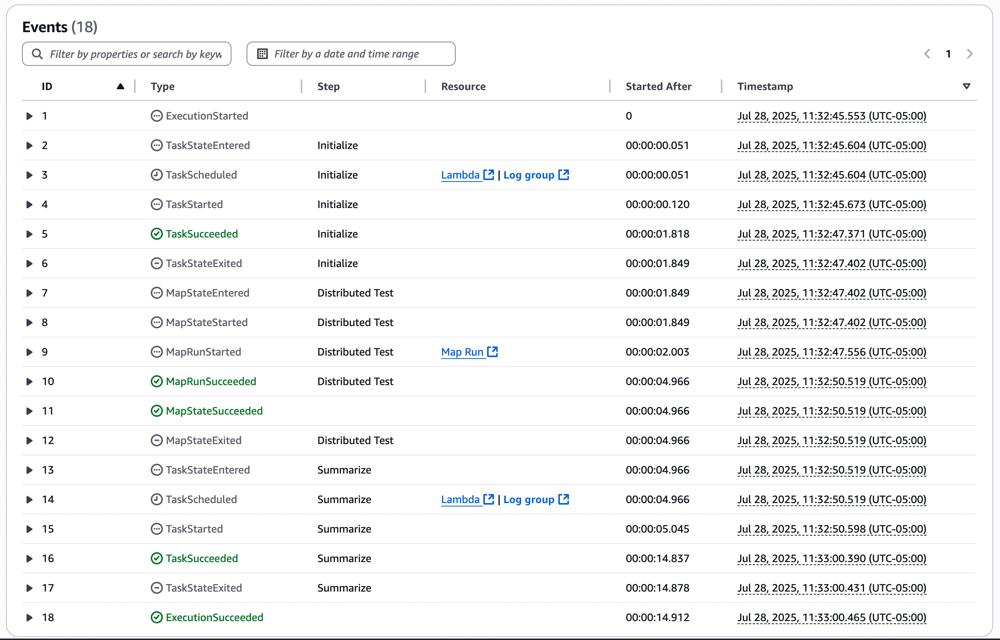 Events (18)
Filter by properties or search by keyw
Filter by a date and time range
1
ID Type Step Resource Started After Timestamp
1 ExecutionStarted 0 Jul 28, 2025, 11:32:45.553 (UTC-05:00)
2 TaskStateEntered Initialize 00:00:00.051 Jul 28, 2025, 11:32:45.604 (UTC-05:00)
3 TaskScheduled Initialize Lambda | Log group 00:00:00.051 Jul 28, 2025, 11:32:45.604 (UTC-05:00)
4 TaskStarted Initialize 00:00:00.120 Jul 28, 2025, 11:32:45.673 (UTC-05:00)
5 TaskSucceeded Initialize 00:00:01.818 Jul 28, 2025, 11:32:47.371 (UTC-05:00)
6 TaskStateExited Initialize 00:00:01.849 Jul 28, 2025, 11:32:47.402 (UTC-05:00)
7 MapStateEntered Distributed Test 00:00:01.849 Jul 28, 2025, 11:32:47.402 (UTC-05:00)
8 MapStateStarted Distributed Test 00:00:01.849 Jul 28, 2025, 11:32:47.402 (UTC-05:00)
9 MapRunStarted Distributed Test Map Run 00:00:02.003 Jul 28, 2025, 11:32:47.556 (UTC-05:00)
10 MapRunSucceeded Distributed Test 00:00:04.966 Jul 28, 2025, 11:32:50.519 (UTC-05:00)
11 MapStateSucceeded 00:00:04.966 Jul 28, 2025, 11:32:50.519 (UTC-05:00)
12 MapStateExited Distributed Test 00:00:04.966 Jul 28, 2025, 11:32:50.519 (UTC-05:00)
13 TaskStateEntered Summarize 00:00:04.966 Jul 28, 2025, 11:32:50.519 (UTC-05:00)
14 TaskScheduled Summarize Lambda | Log group 00:00:04.966 Jul 28, 2025, 11:32:50.519 (UTC-05:00)
15 TaskStarted Summarize 00:00:05.045 Jul 28, 2025, 11:32:50.598 (UTC-05:00)
16 TaskSucceeded Summarize 00:00:14.837 Jul 28, 2025, 11:33:00.390 (UTC-05:00)
17 TaskStateExited Summarize 00:00:14.878 Jul 28, 2025, 11:33:00.431 (UTC-05:00)
18 ExecutionSucceeded 00:00:14.912 Jul 28, 2025, 11:33:00.465 (UTC-05:00)